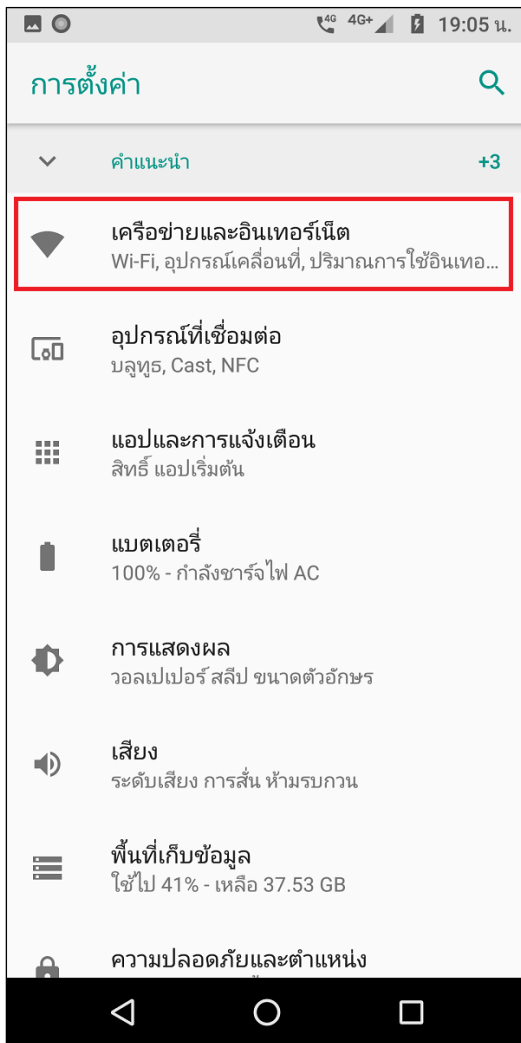 4G 4G+ 19:05 น.
การตั้งค่า
คำแนะนำ +3
เครือข่ายและอินเทอร์เน็ต
Wi-Fi, อุปกรณ์เคลื่อนที่, ปริมาณการใช้อินเทอ...
อุปกรณ์ที่เชื่อมต่อ
บลูทูธ, Cast, NFC
แอปและการแจ้งเตือน
สิทธิ์ แอปเริ่มต้น
แบตเตอรี่
100% - กำลังชาร์จไฟ AC
การแสดงผล
วอลเปเปอร์ สลีป ขนาดตัวอักษร
เสียง
ระดับเสียง การสั่น ห้ามรบกวน
พื้นที่เก็บข้อมูล
ใช้ไป 41% - เหลือ 37.53 GB
ความปลอดภัยและตำแหน่ง